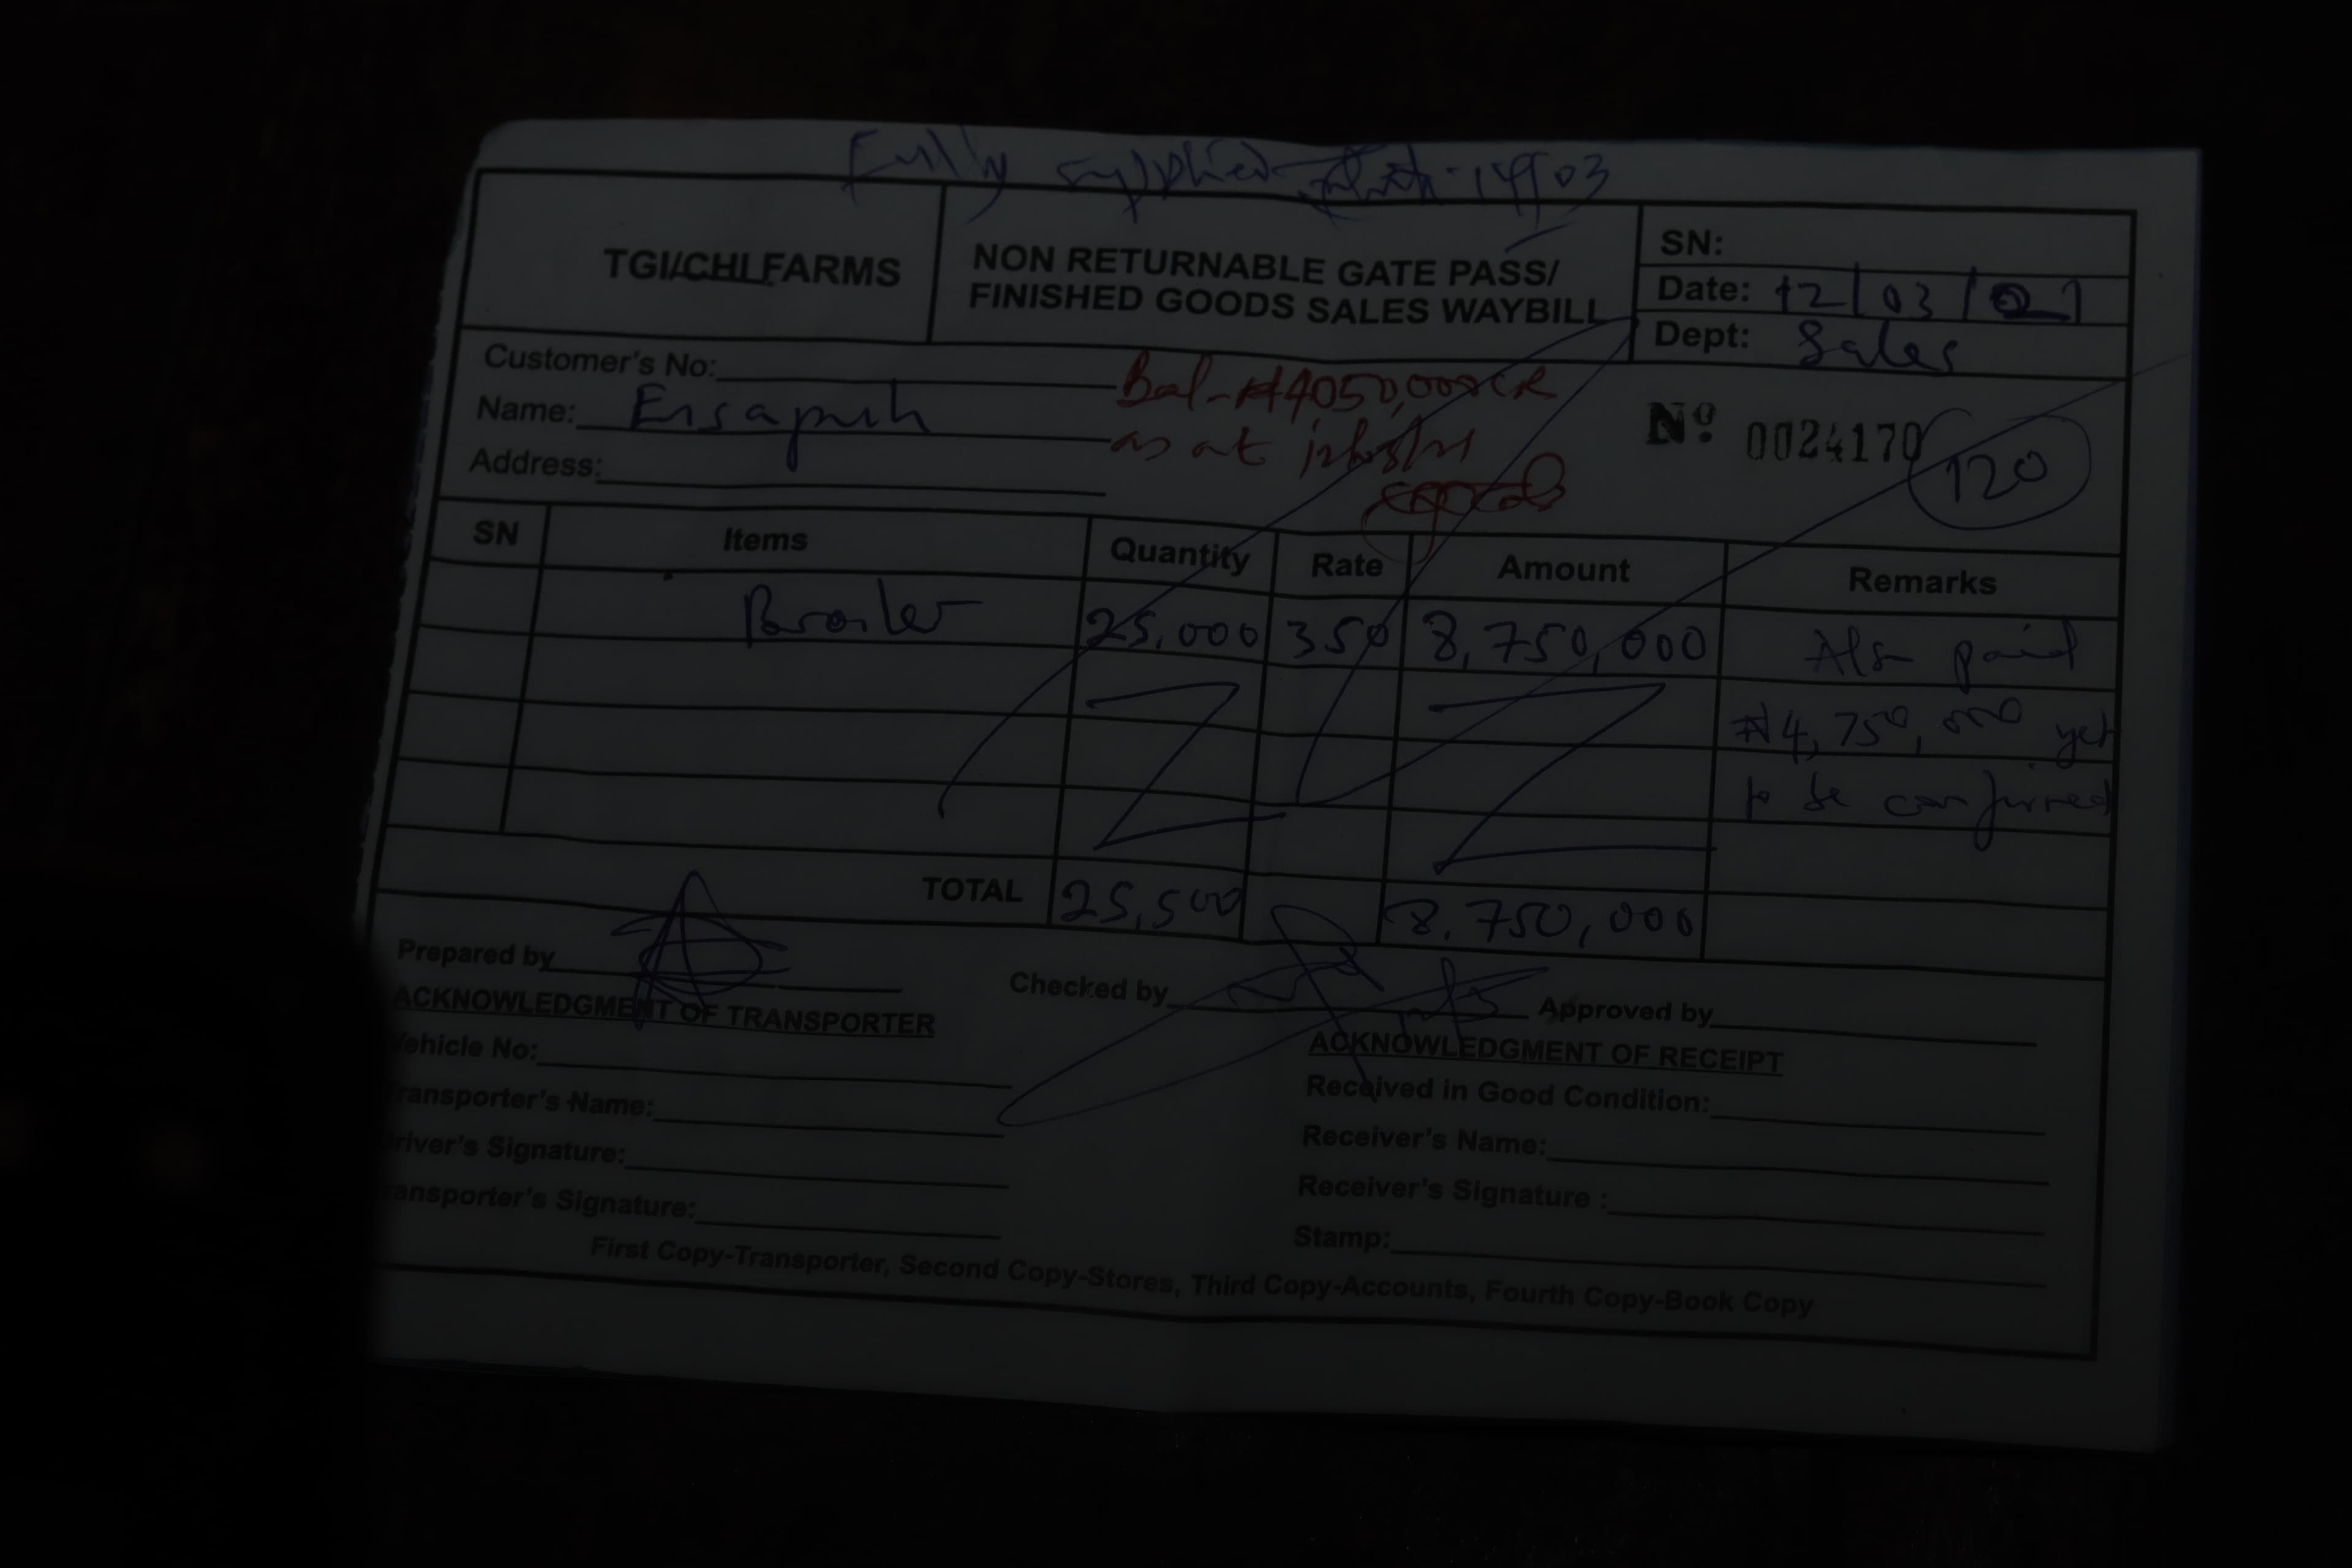 Fully supplied 14/03
TGI/CHI FARMS
NON RETURNABLE GATE PASS/
FINISHED GOODS SALES WAYBILL
SN:
Date: 12/03/21
Dept: Sales
Customer's No:
Name:
Address:
Bal - ₦4050,000 CR
as at 12/03/21
Nº 0024170
120
SN Items Quantity Rate Amount Remarks
Broiler 25,000 350 8,750,000 Also paid
₦4,750,000 yet
to be confirmed
TOTAL 25,500 8,750,000
Prepared by
Checked by
Approved by
ACKNOWLEDGMENT OF TRANSPORTER
Vehicle No:
Transporter's Name:
Driver's Signature:
Transporter's Signature:
ACKNOWLEDGMENT OF RECEIPT
Received in Good Condition:
Receiver's Name:
Receiver's Signature :
Stamp:
First Copy-Transporter, Second Copy-Stores, Third Copy-Accounts, Fourth Copy-Book Copy